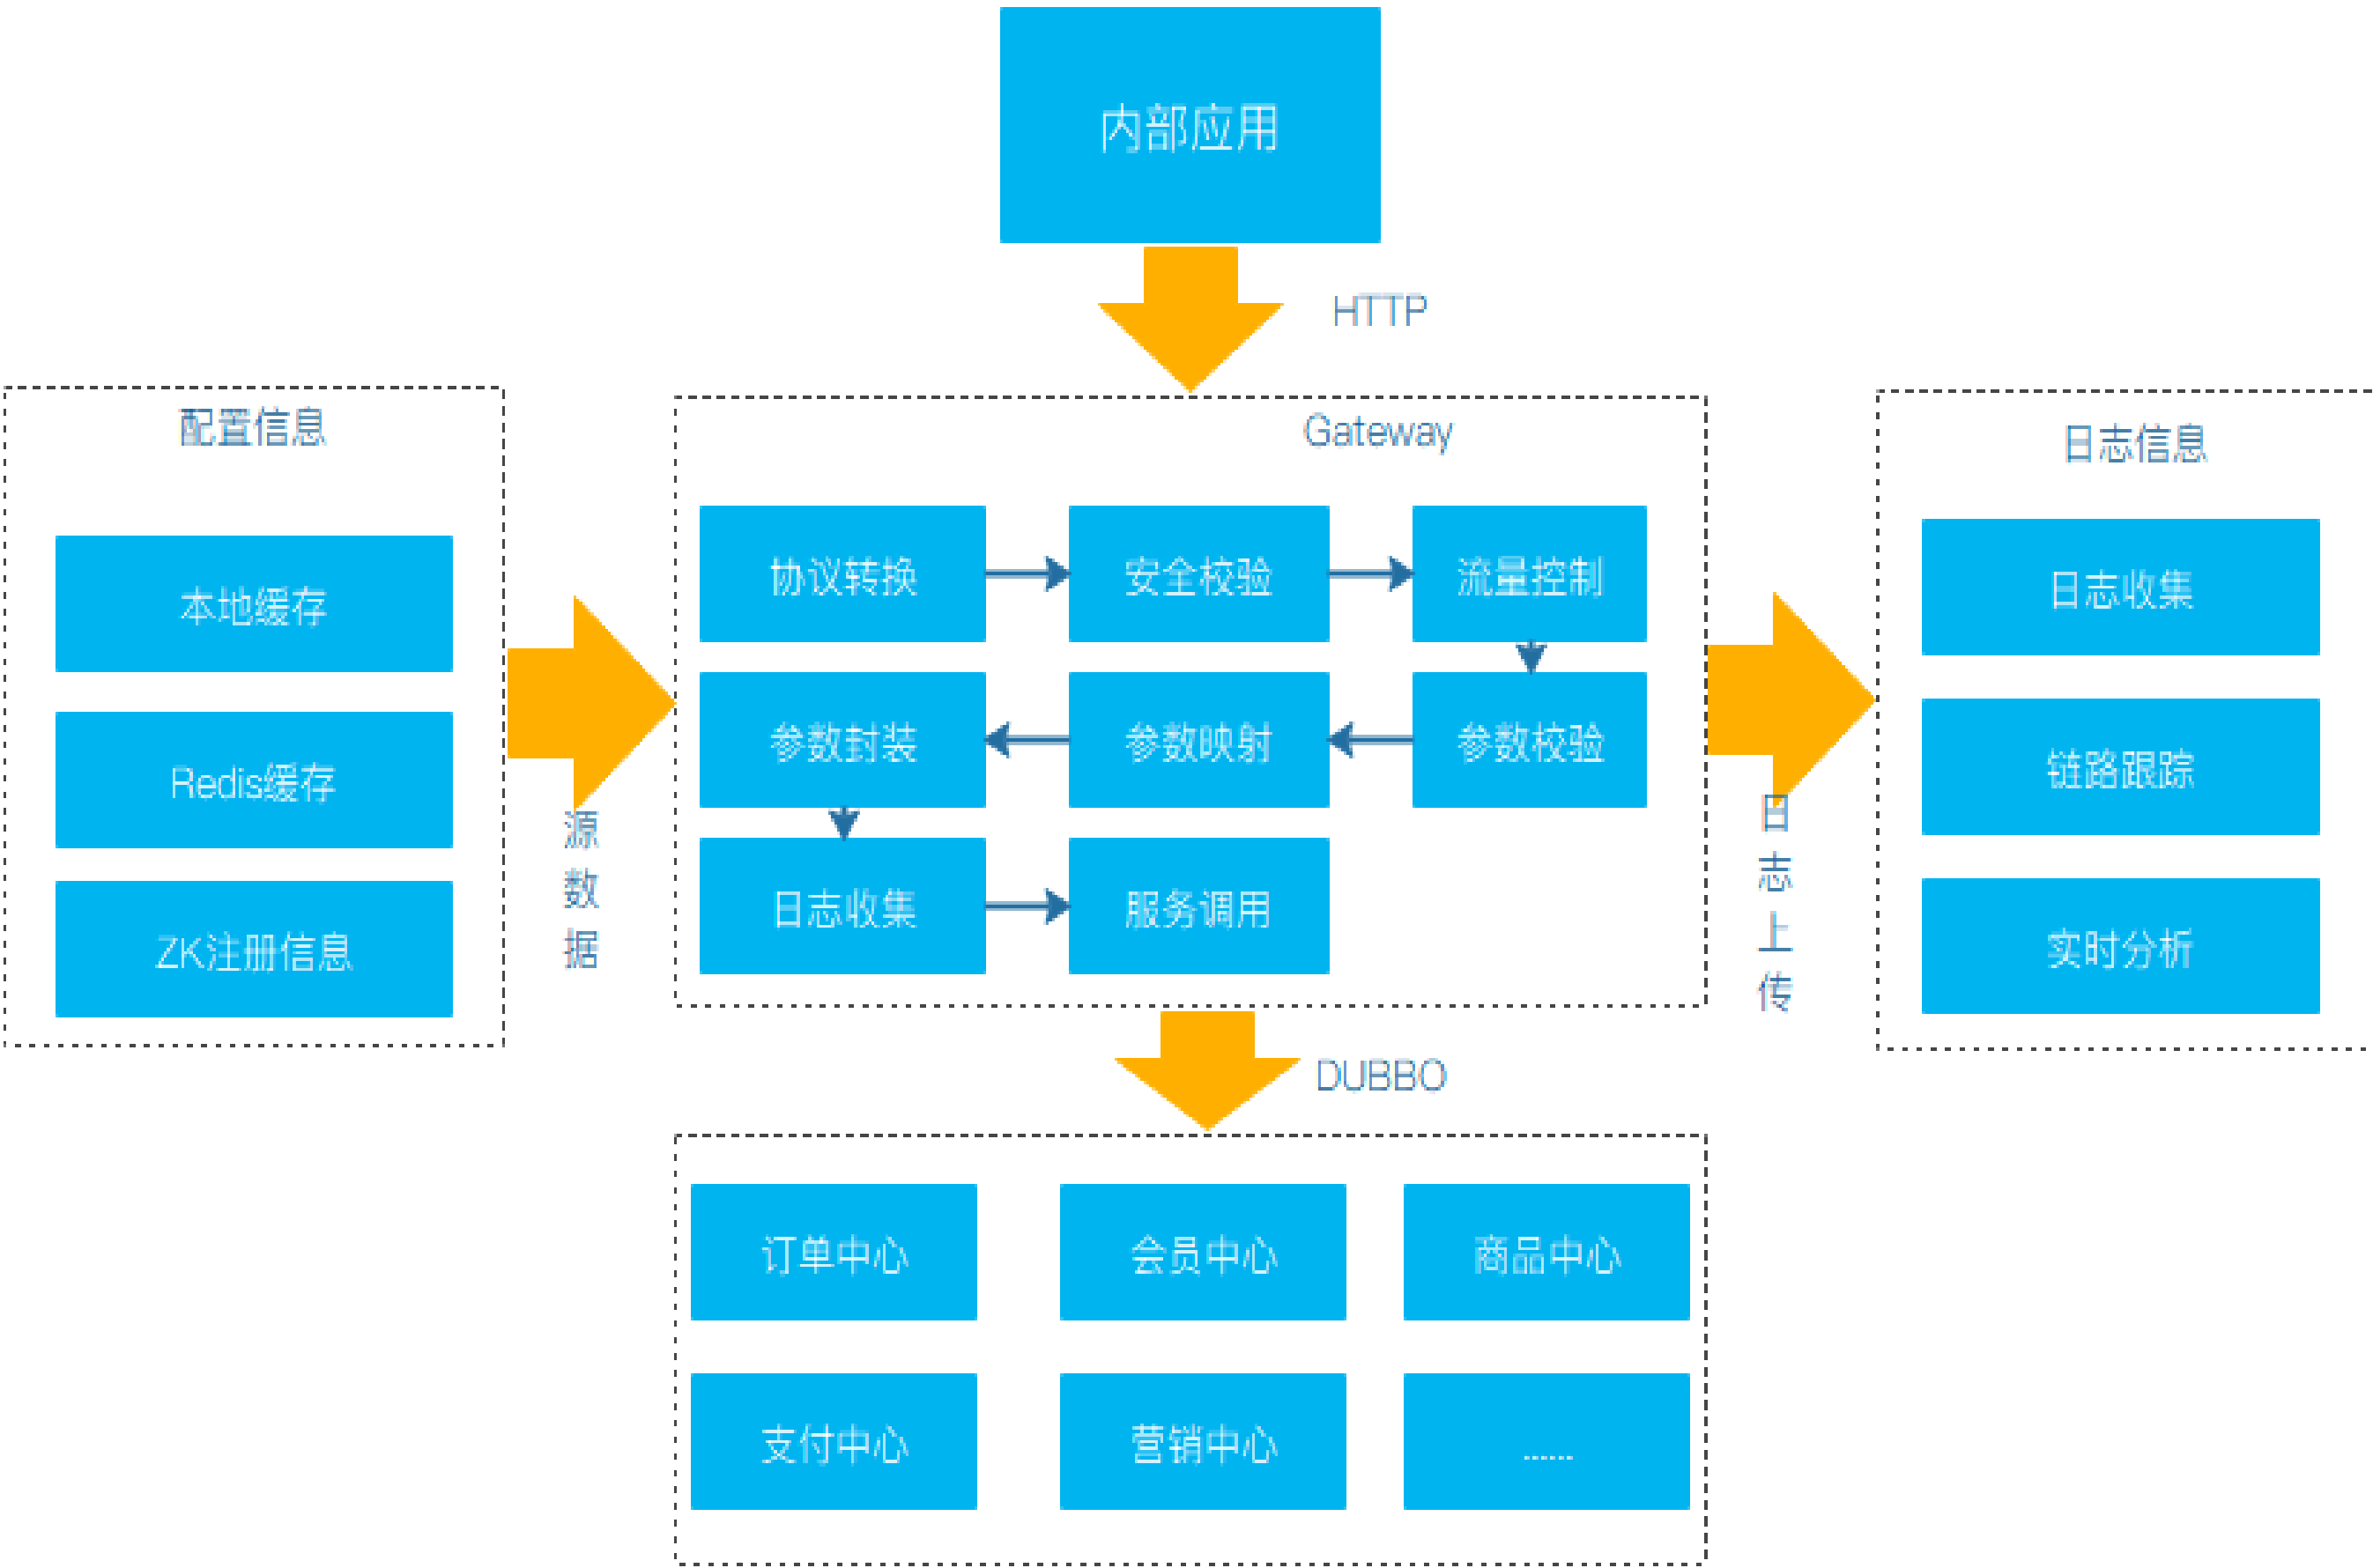 内部应用
HTTP
配置信息
本地缓存
Redis缓存
ZK注册信息
源数据
Gateway
协议转换
安全校验
流量控制
参数封装
参数映射
参数校验
日志收集
服务调用
日志上传
日志信息
日志收集
链路跟踪
实时分析
DUBBO
订单中心
会员中心
商品中心
支付中心
营销中心
......